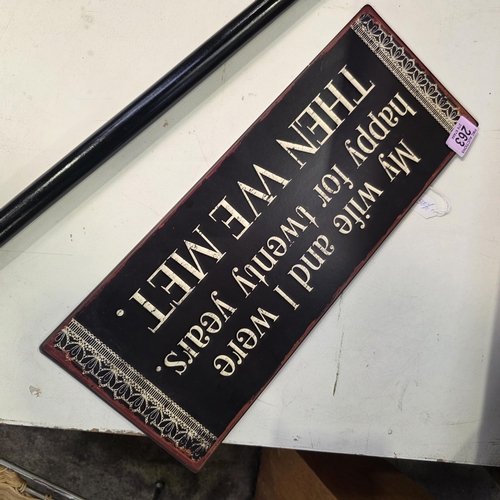 My wife and I were
happy for twenty years.
THEN WE MET.
263